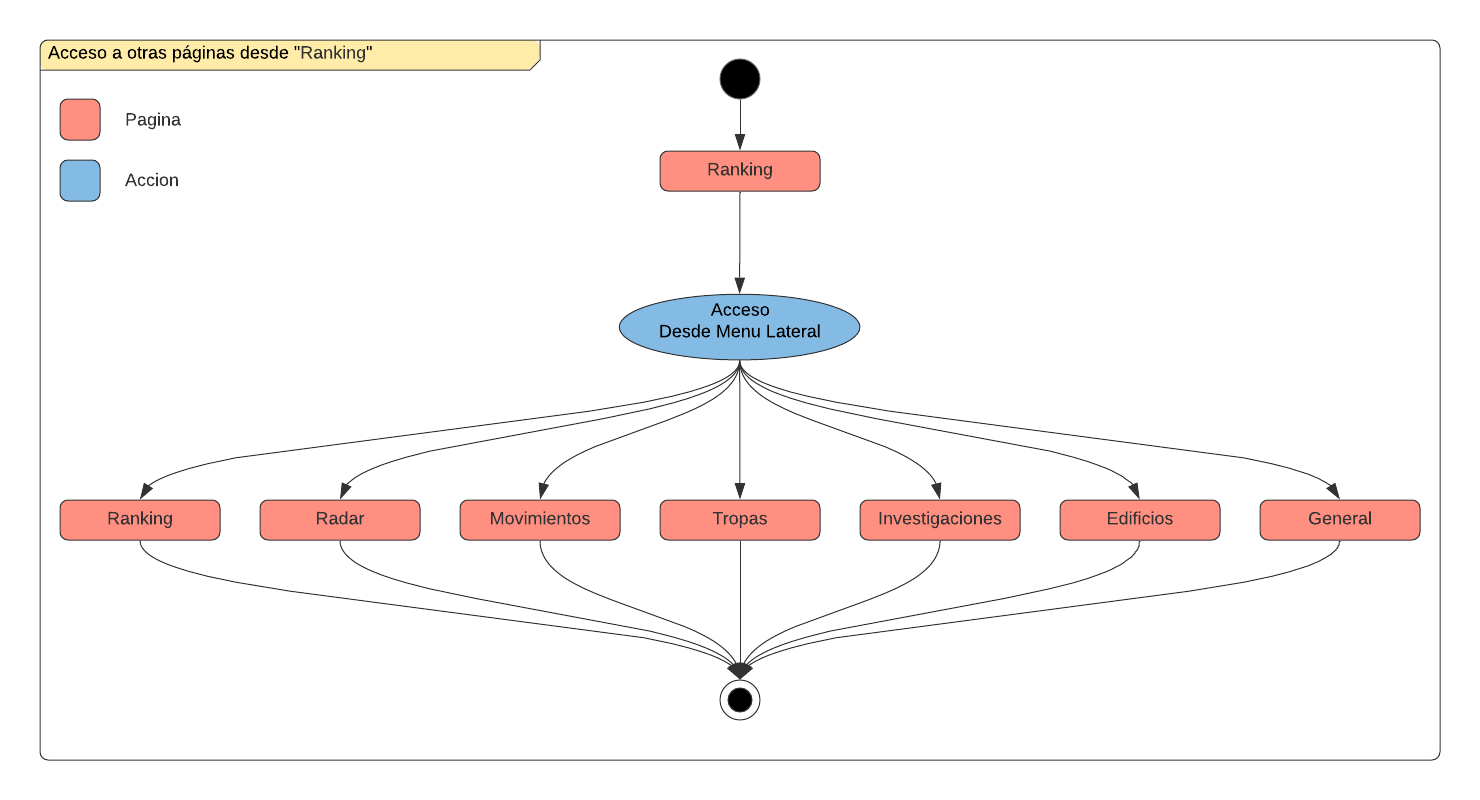 Acceso a otras páginas desde "Ranking"
Pagina
Accion
Ranking
Acceso
Desde Menu Lateral
Ranking
Radar
Movimientos
Tropas
Investigaciones
Edificios
General